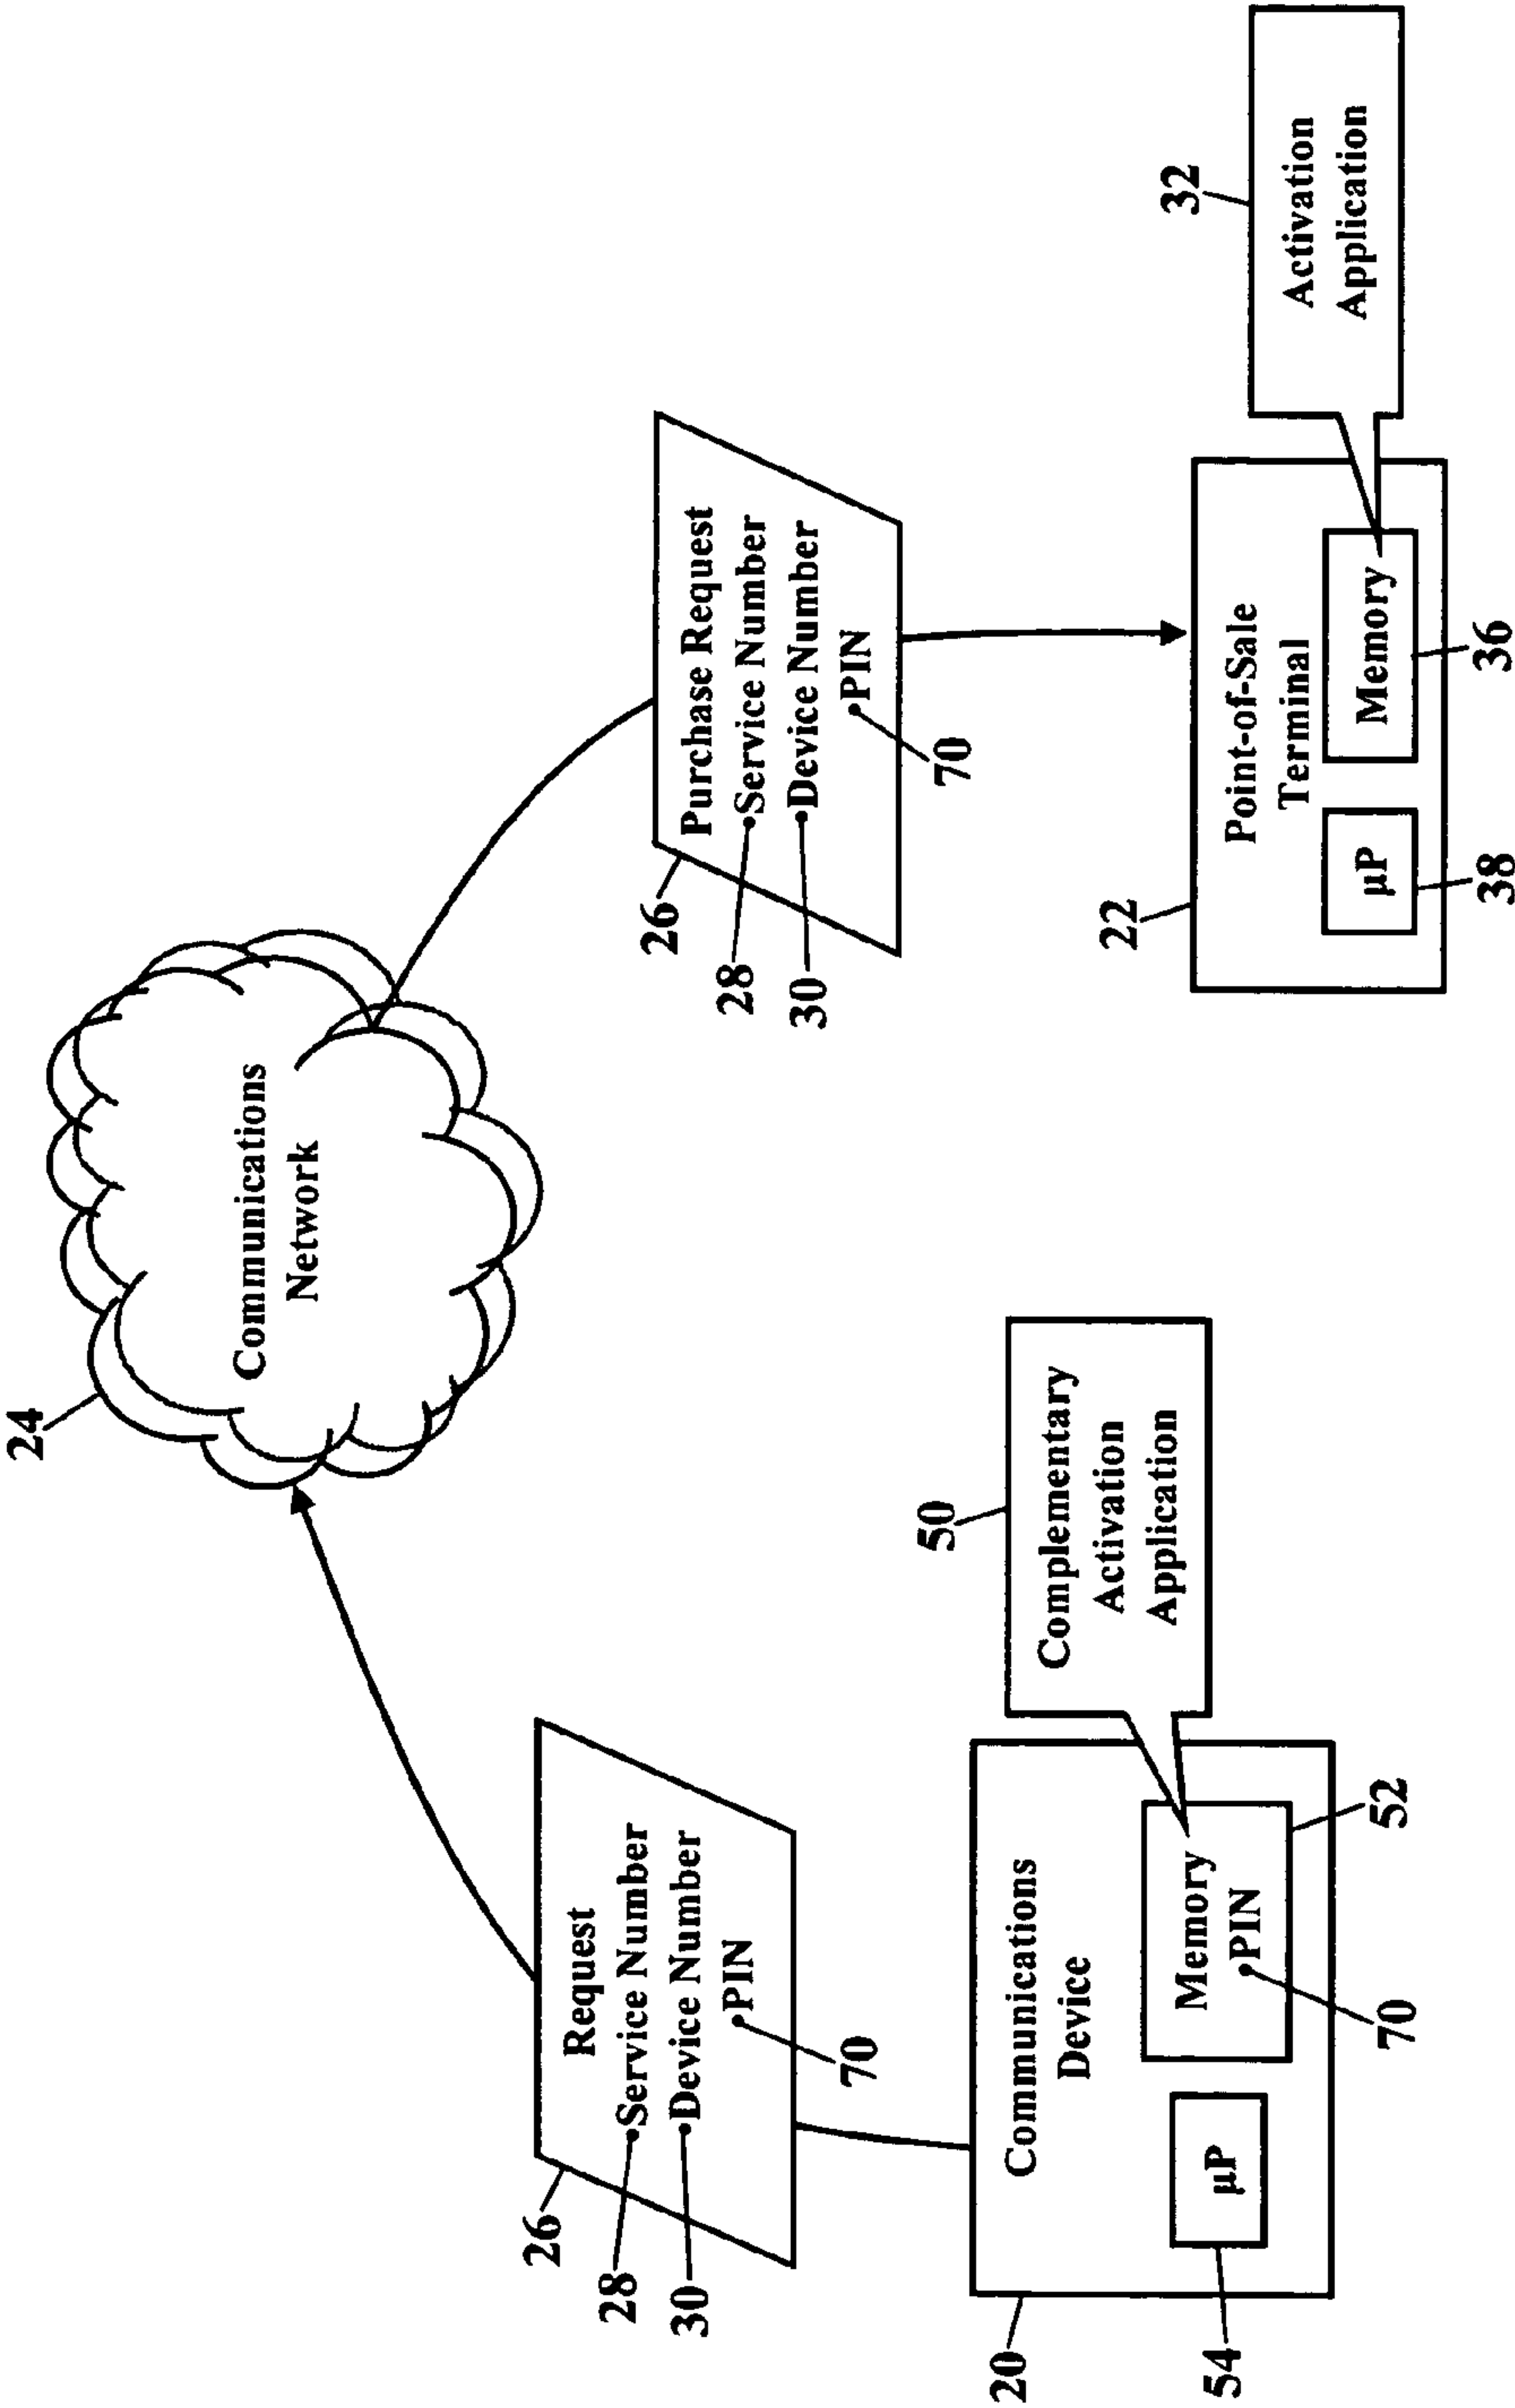 24
Communications
Network
26
Request
28
Service Number
30
Device Number
PIN
70
26
Purchase Request
28
Service Number
30
Device Number
PIN
70
20
Communications
Device
54
µP
Memory
PIN
70
52
50
Complementary
Activation
Application
22
Point-of-Sale
Terminal
µP
38
Memory
36
32
Activation
Application